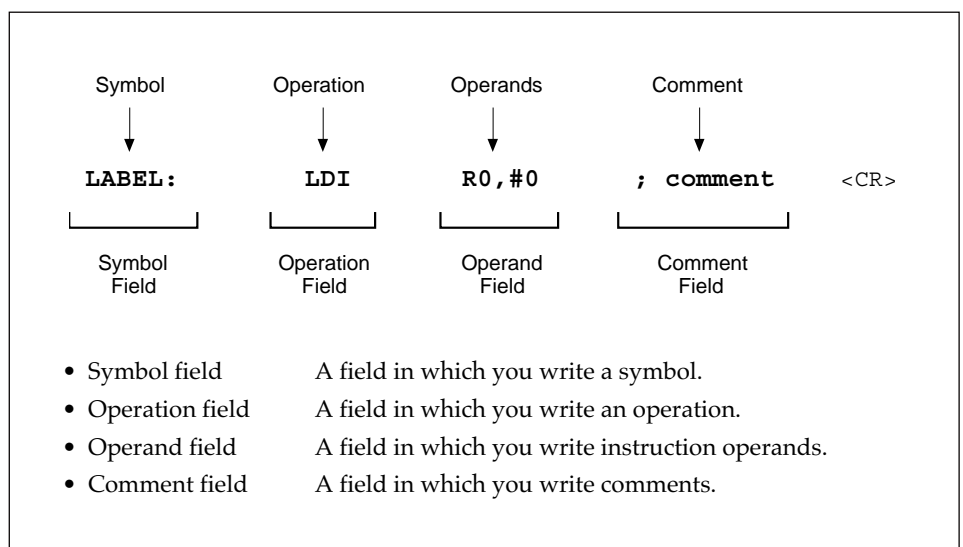 Symbol Operation Operands Comment
LABEL: LDI R0,#0 ; comment <CR>
Symbol Operation Operand Comment
Field Field Field Field
• Symbol field A field in which you write a symbol.
• Operation field A field in which you write an operation.
• Operand field A field in which you write instruction operands.
• Comment field A field in which you write comments.